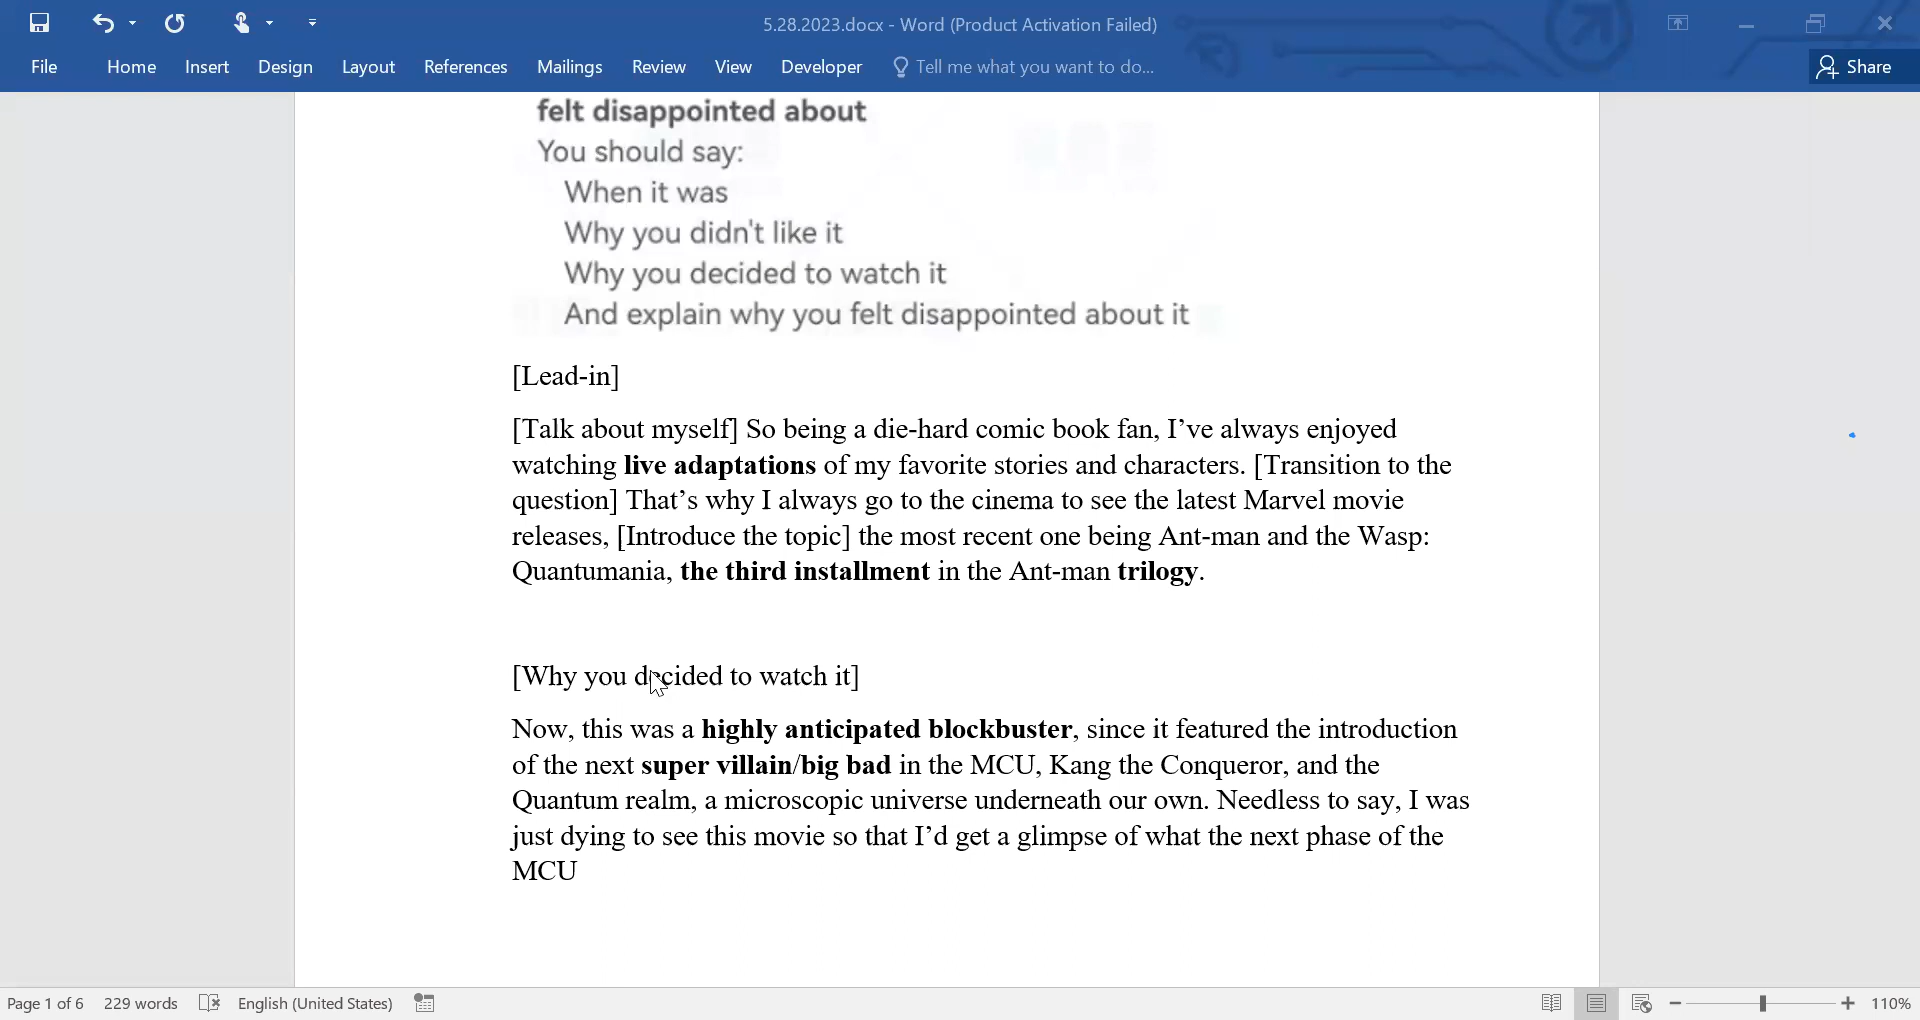 5.28.2023.docx - Word (Product Activation Failed)
File Home Insert Design Layout References Mailings Review View Developer Tell me what you want to do... Share
felt disappointed about
You should say:
When it was
Why you didn't like it
Why you decided to watch it
And explain why you felt disappointed about it
[Lead-in]
[Talk about myself] So being a die-hard comic book fan, I’ve always enjoyed
watching live adaptations of my favorite stories and characters. [Transition to the
question] That’s why I always go to the cinema to see the latest Marvel movie
releases, [Introduce the topic] the most recent one being Ant-man and the Wasp:
Quantumania, the third installment in the Ant-man trilogy.
[Why you decided to watch it]
Now, this was a highly anticipated blockbuster, since it featured the introduction
of the next super villain/big bad in the MCU, Kang the Conqueror, and the
Quantum realm, a microscopic universe underneath our own. Needless to say, I was
just dying to see this movie so that I’d get a glimpse of what the next phase of the
MCU
Page 1 of 6 229 words English (United States) 110%